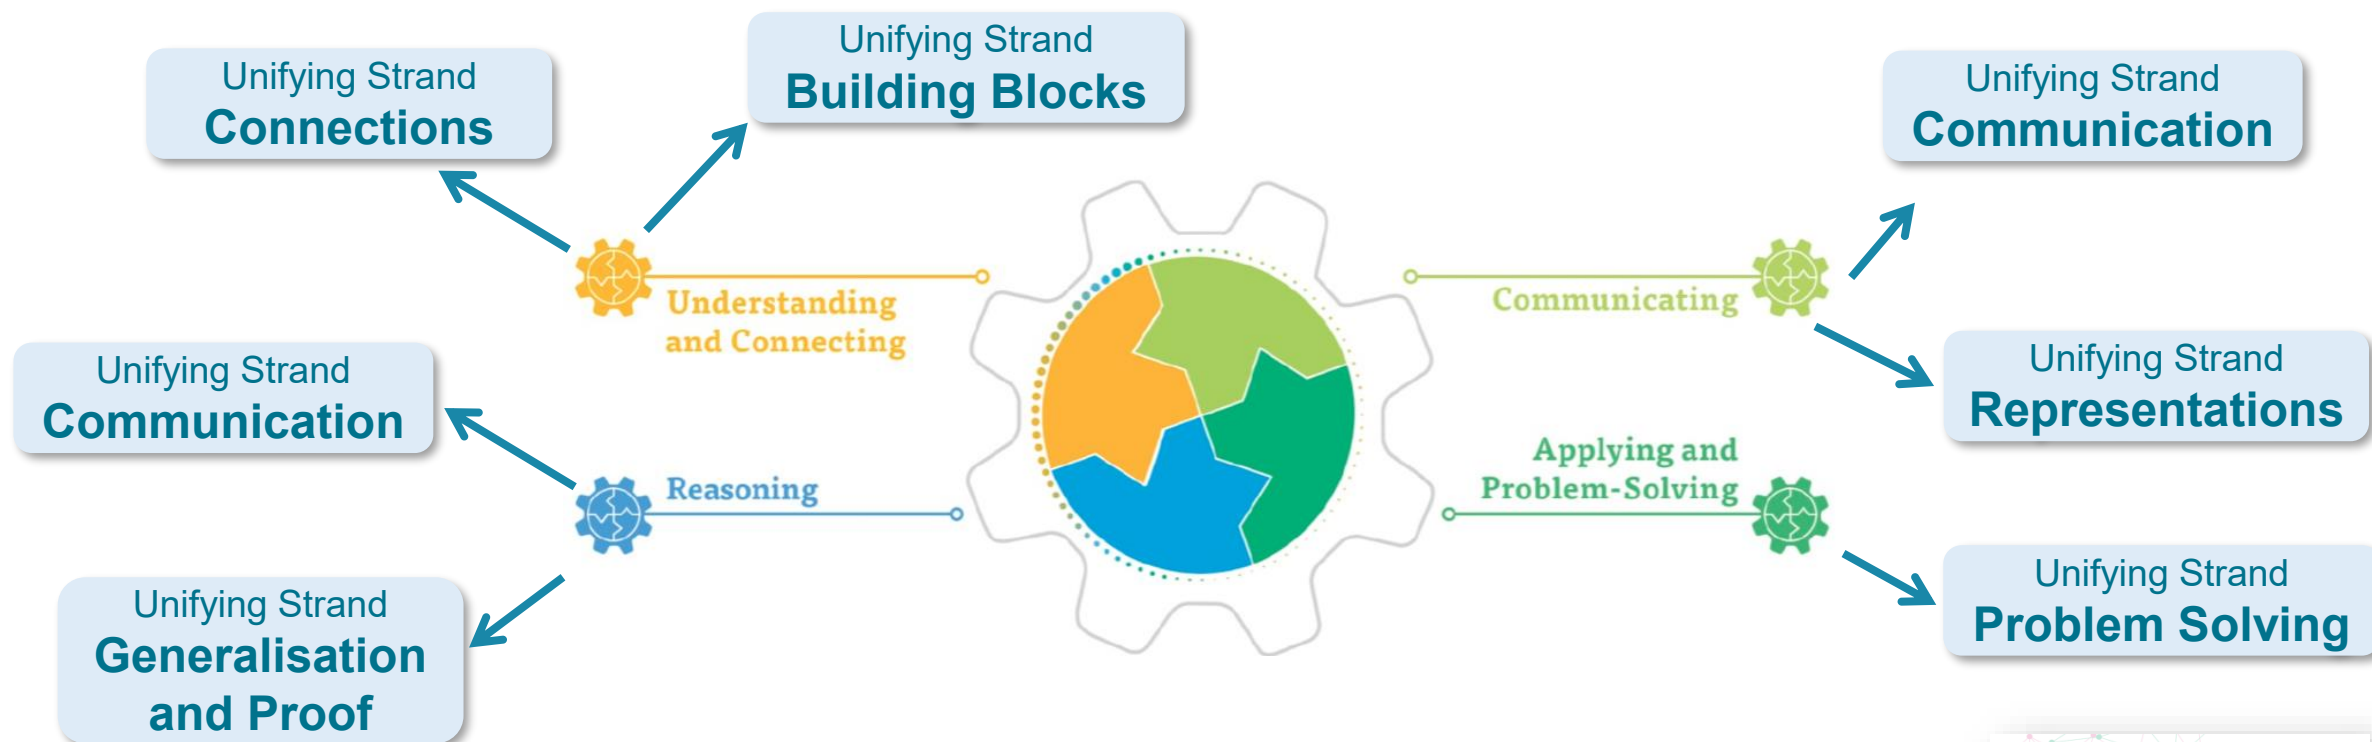 Unifying Strand
Connections
Unifying Strand
Building Blocks
Unifying Strand
Communication
Understanding
and Connecting
Communicating
Unifying Strand
Communication
Unifying Strand
Representations
Reasoning
Applying and
Problem-Solving
Unifying Strand
Generalisation
and Proof
Unifying Strand
Problem Solving